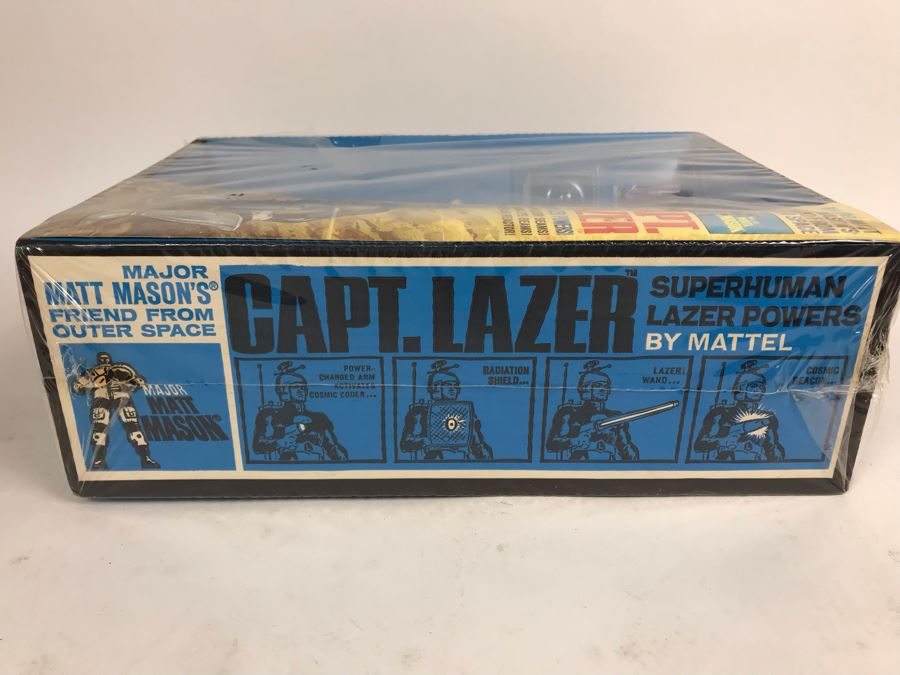 MAJOR
MATT MASON'S®
FRIEND FROM
OUTER SPACE
MAJOR
MATT
MASON®
CAPT. LAZER™
SUPERHUMAN
LAZER POWERS
BY MATTEL
POWER-
CHARGED ARM
ACTIVATES
COSMIC CODER...
RADIATION
SHIELD...
LAZER
WAND...
COSMIC
BEACON...